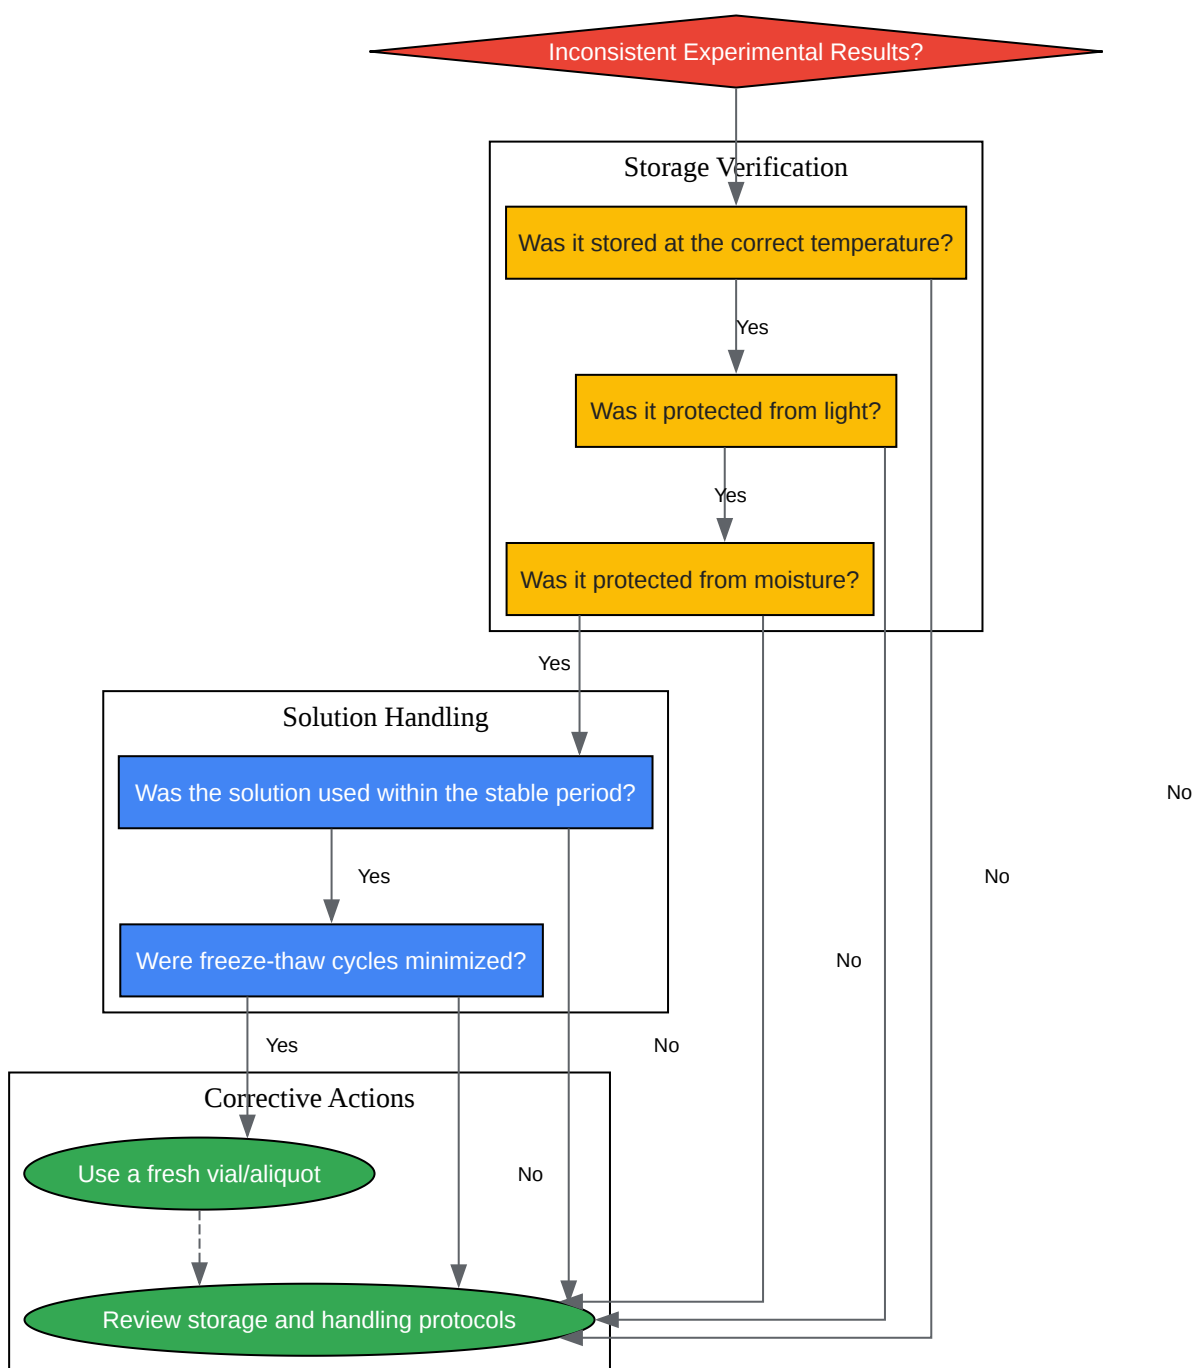 Inconsistent Experimental Results?
Storage Verification
Was it stored at the correct temperature?
Yes
Was it protected from light?
Yes
Was it protected from moisture?
Yes
Solution Handling
Was the solution used within the stable period?
No
Yes
No
Were freeze-thaw cycles minimized?
No
Yes
No
Corrective Actions
Use a fresh vial/aliquot
No
Review storage and handling protocols